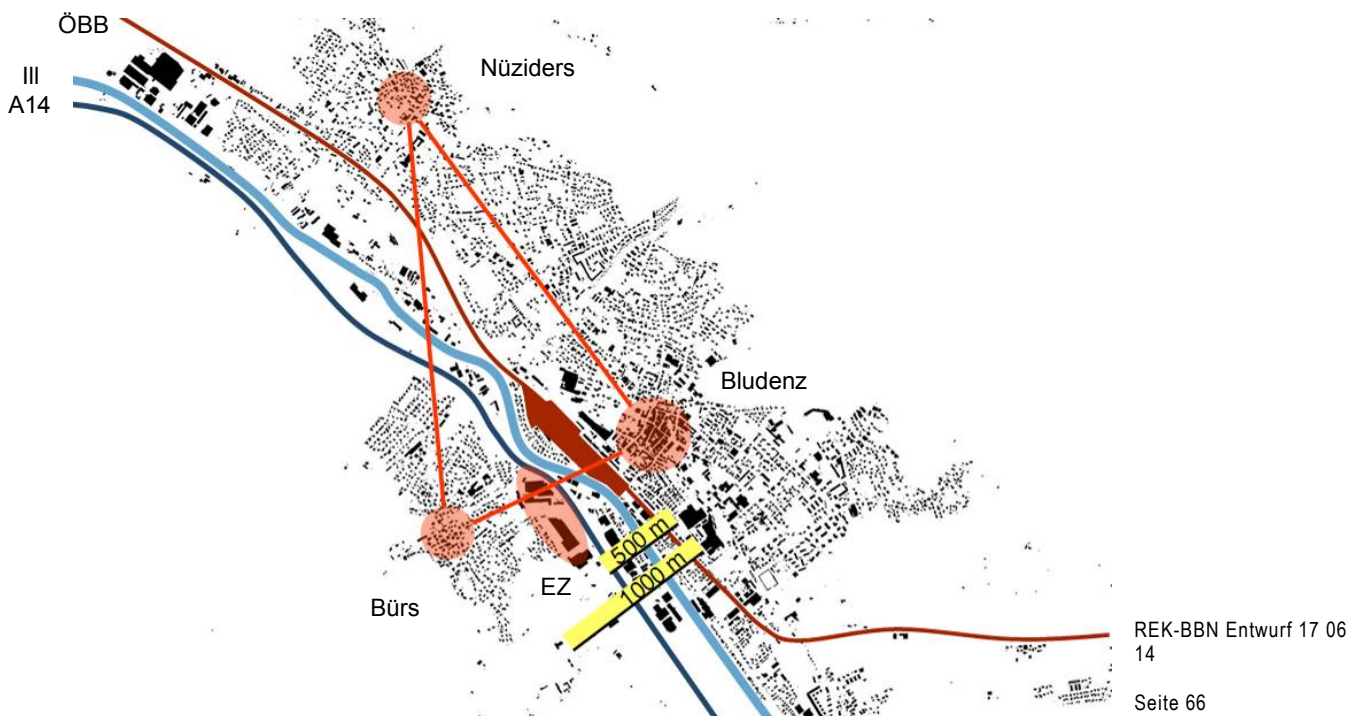 ÖBB
Nüziders
Ill
A14
Bludenz
500 m
1000 m
EZ
Bürs
REK-BBN Entwurf 17 06
14
Seite 66